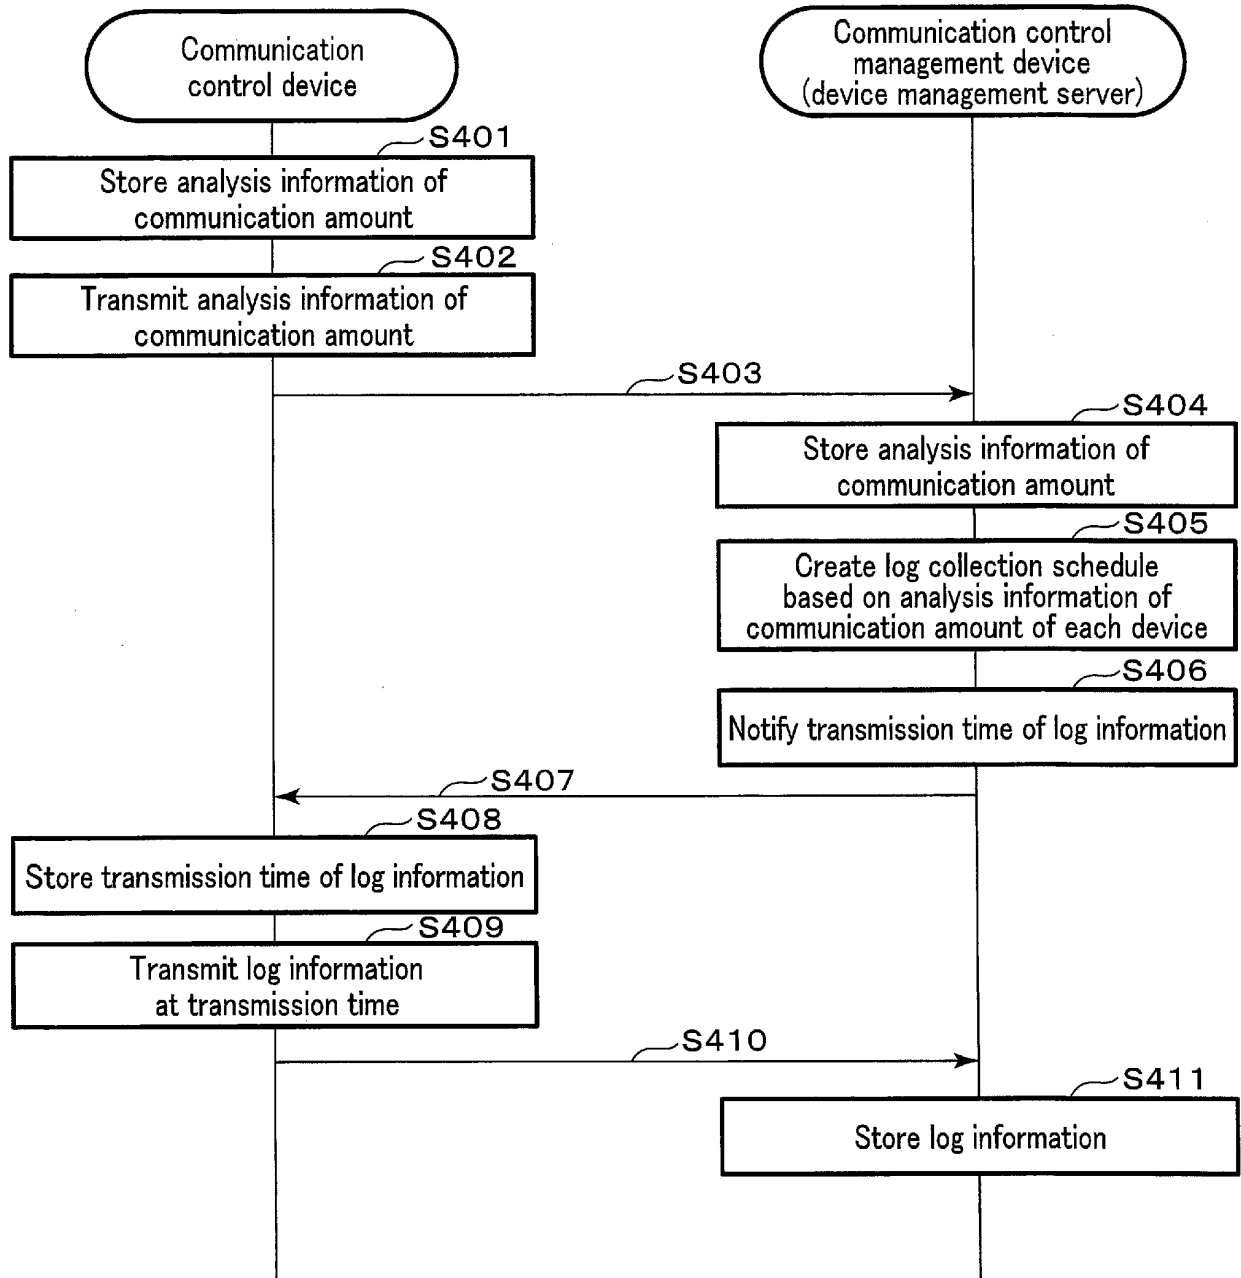 Communication
control device
Communication control
management device
(device management server)
S401
Store analysis information of
communication amount
S402
Transmit analysis information of
communication amount
S403
S404
Store analysis information of
communication amount
S405
Create log collection schedule
based on analysis information of
communication amount of each device
S406
Notify transmission time of log information
S407
S408
Store transmission time of log information
S409
Transmit log information
at transmission time
S410
S411
Store log information